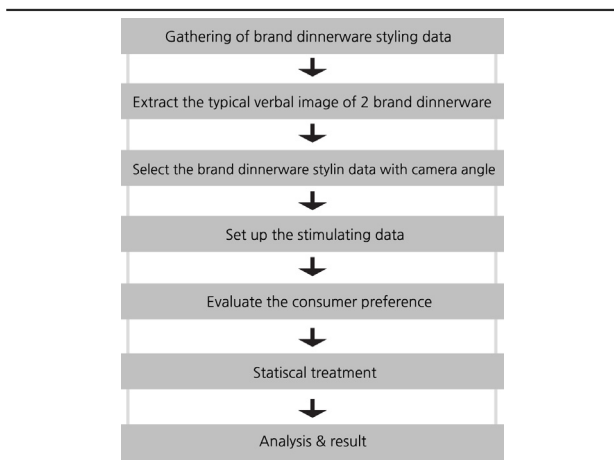 Gathering of brand dinnerware styling data
Extract the typical verbal image of 2 brand dinnerware
Select the brand dinnerware stylin data with camera angle
Set up the stimulating data
Evaluate the consumer preference
Statiscal treatment
Analysis & result